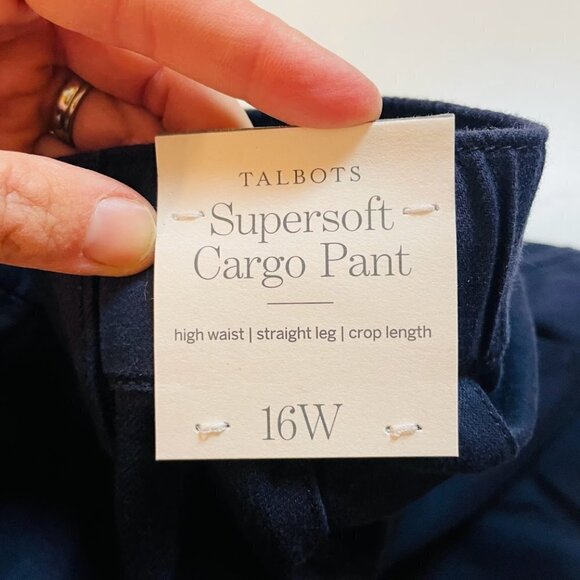 TALBOTS
Supersoft
Cargo Pant
high waist | straight leg | crop length
16W